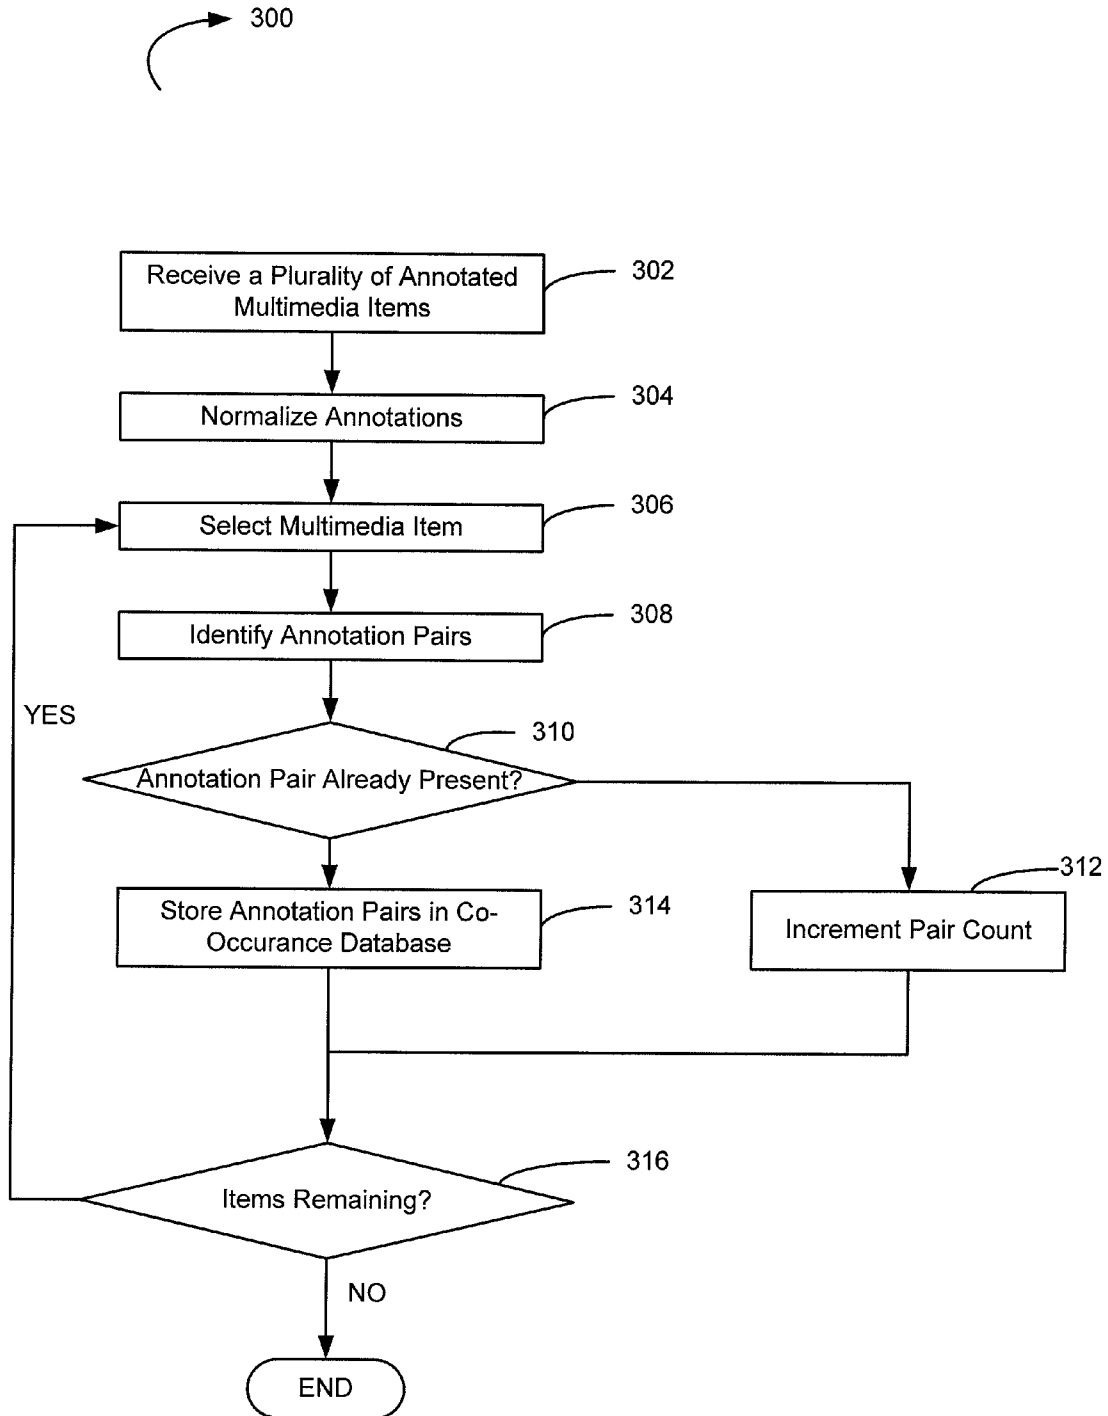 300
Receive a Plurality of Annotated
Multimedia Items
302
Normalize Annotations
304
Select Multimedia Item
306
Identify Annotation Pairs
308
YES
Annotation Pair Already Present?
310
Store Annotation Pairs in Co-
Occurance Database
314
Increment Pair Count
312
Items Remaining?
316
NO
END